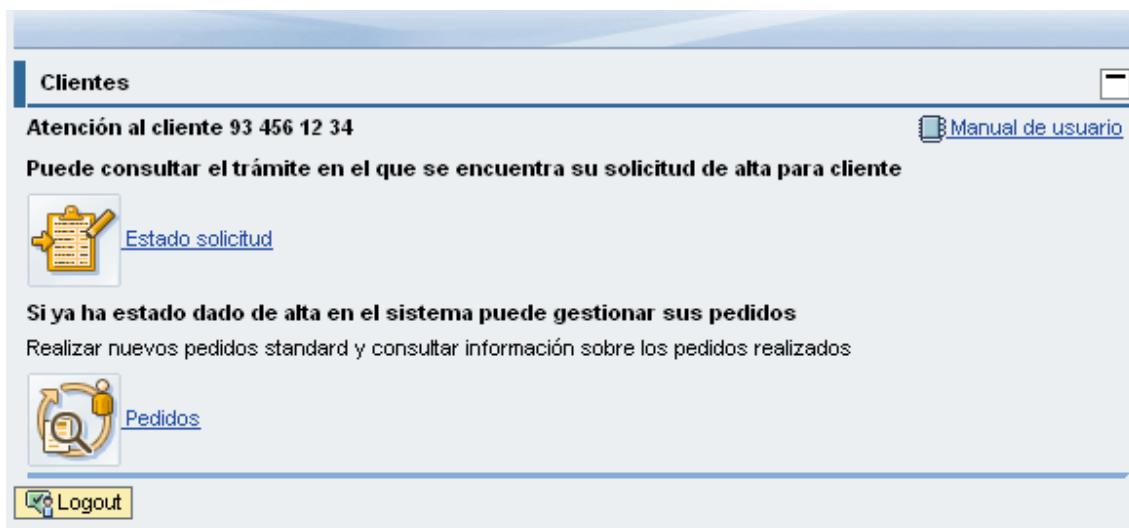 Clientes
Atención al cliente 93 456 12 34
Manual de usuario
Puede consultar el trámite en el que se encuentra su solicitud de alta para cliente
Estado solicitud
Si ya ha estado dado de alta en el sistema puede gestionar sus pedidos
Realizar nuevos pedidos standard y consultar información sobre los pedidos realizados
Pedidos
Logout